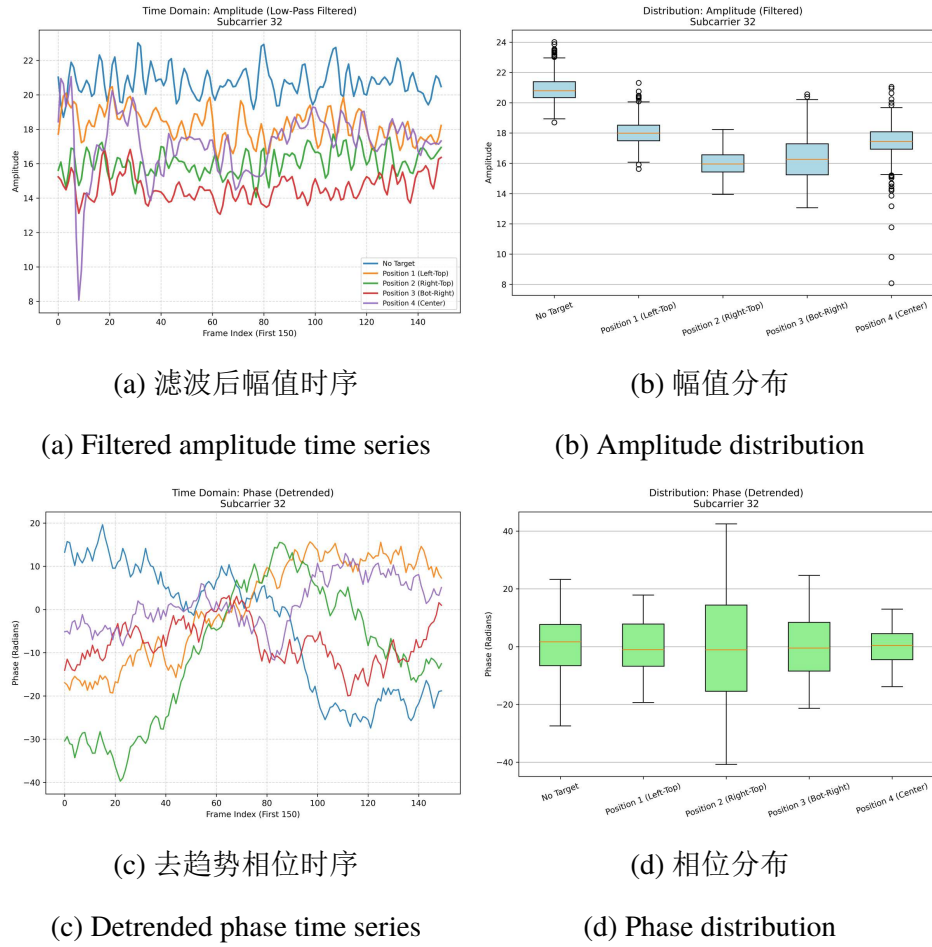 Time Domain: Amplitude (Low-Pass Filtered)
Subcarrier 32
Amplitude
22
20
18
16
14
12
10
8
0
20
40
60
80
100
120
140
Frame Index (First 150)
No Target
Position 1 (Left-Top)
Position 2 (Right-Top)
Position 3 (Bot-Right)
Position 4 (Center)
Distribution: Amplitude (Filtered)
Subcarrier 32
Amplitude
24
22
20
18
16
14
12
10
8
No Target
Position 1 (Left-Top)
Position 2 (Right-Top)
Position 3 (Bot-Right)
Position 4 (Center)
(a) 滤波后幅值时序
(b) 幅值分布
(a) Filtered amplitude time series
(b) Amplitude distribution
Time Domain: Phase (Detrended)
Subcarrier 32
Phase (Radians)
20
10
0
−10
−20
−30
−40
0
20
40
60
80
100
120
140
Frame Index (First 150)
Distribution: Phase (Detrended)
Subcarrier 32
Phase (Radians)
40
20
0
−20
−40
No Target
Position 1 (Left-Top)
Position 2 (Right-Top)
Position 3 (Bot-Right)
Position 4 (Center)
(c) 去趋势相位时序
(d) 相位分布
(c) Detrended phase time series
(d) Phase distribution